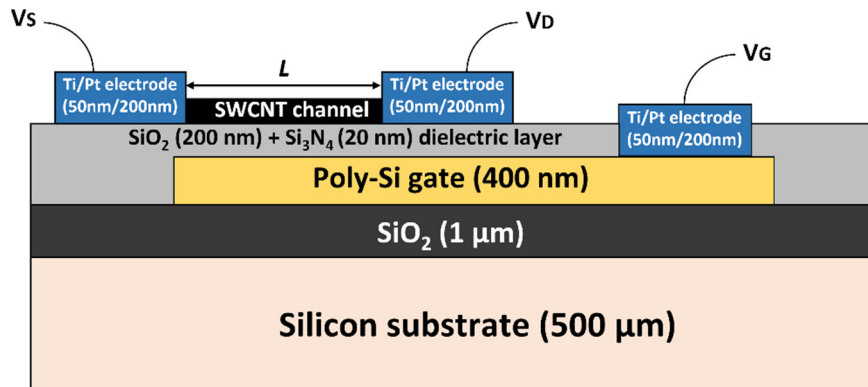 VS
VD
VG
L
Ti/Pt electrode
(50nm/200nm)
SWCNT channel
Ti/Pt electrode
(50nm/200nm)
Ti/Pt electrode
(50nm/200nm)
SiO₂ (200 nm) + Si₃N₄ (20 nm) dielectric layer
Poly-Si gate (400 nm)
SiO₂ (1 μm)
Silicon substrate (500 μm)